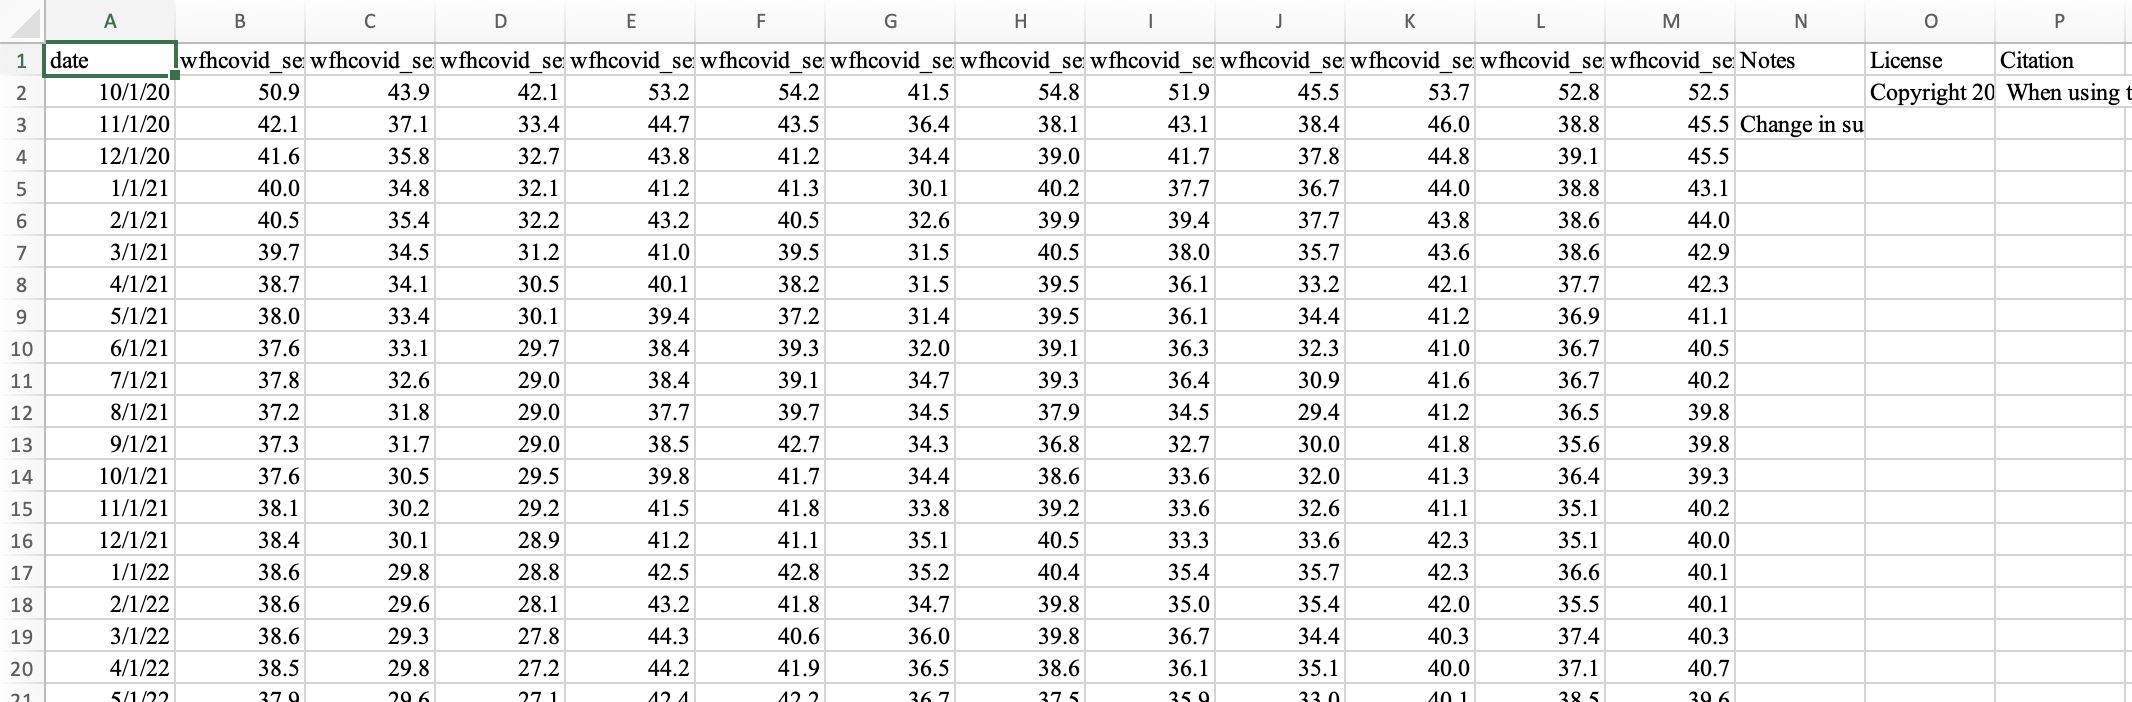 A B C D E F G H I J K L M N O P
1 date wfhcovid_se wfhcovid_se wfhcovid_se wfhcovid_se wfhcovid_se wfhcovid_se wfhcovid_se wfhcovid_se wfhcovid_se wfhcovid_se wfhcovid_se wfhcovid_se Notes License Citation
2 10/1/20 50.9 43.9 42.1 53.2 54.2 41.5 54.8 51.9 45.5 53.7 52.8 52.5 Copyright 20 When using t
3 11/1/20 42.1 37.1 33.4 44.7 43.5 36.4 38.1 43.1 38.4 46.0 38.8 45.5 Change in su
4 12/1/20 41.6 35.8 32.7 43.8 41.2 34.4 39.0 41.7 37.8 44.8 39.1 45.5
5 1/1/21 40.0 34.8 32.1 41.2 41.3 30.1 40.2 37.7 36.7 44.0 38.8 43.1
6 2/1/21 40.5 35.4 32.2 43.2 40.5 32.6 39.9 39.4 37.7 43.8 38.6 44.0
7 3/1/21 39.7 34.5 31.2 41.0 39.5 31.5 40.5 38.0 35.7 43.6 38.6 42.9
8 4/1/21 38.7 34.1 30.5 40.1 38.2 31.5 39.5 36.1 33.2 42.1 37.7 42.3
9 5/1/21 38.0 33.4 30.1 39.4 37.2 31.4 39.5 36.1 34.4 41.2 36.9 41.1
10 6/1/21 37.6 33.1 29.7 38.4 39.3 32.0 39.1 36.3 32.3 41.0 36.7 40.5
11 7/1/21 37.8 32.6 29.0 38.4 39.1 34.7 39.3 36.4 30.9 41.6 36.7 40.2
12 8/1/21 37.2 31.8 29.0 37.7 39.7 34.5 37.9 34.5 29.4 41.2 36.5 39.8
13 9/1/21 37.3 31.7 29.0 38.5 42.7 34.3 36.8 32.7 30.0 41.8 35.6 39.8
14 10/1/21 37.6 30.5 29.5 39.8 41.7 34.4 38.6 33.6 32.0 41.3 36.4 39.3
15 11/1/21 38.1 30.2 29.2 41.5 41.8 33.8 39.2 33.6 32.6 41.1 35.1 40.2
16 12/1/21 38.4 30.1 28.9 41.2 41.1 35.1 40.5 33.3 33.6 42.3 35.1 40.0
17 1/1/22 38.6 29.8 28.8 42.5 42.8 35.2 40.4 35.4 35.7 42.3 36.6 40.1
18 2/1/22 38.6 29.6 28.1 43.2 41.8 34.7 39.8 35.0 35.4 42.0 35.5 40.1
19 3/1/22 38.6 29.3 27.8 44.3 40.6 36.0 39.8 36.7 34.4 40.3 37.4 40.3
20 4/1/22 38.5 29.8 27.2 44.2 41.9 36.5 38.6 36.1 35.1 40.0 37.1 40.7
21 5/1/22 37.9 29.6 27.1 42.4 42.2 36.7 37.5 35.9 33.0 40.1 38.5 39.6